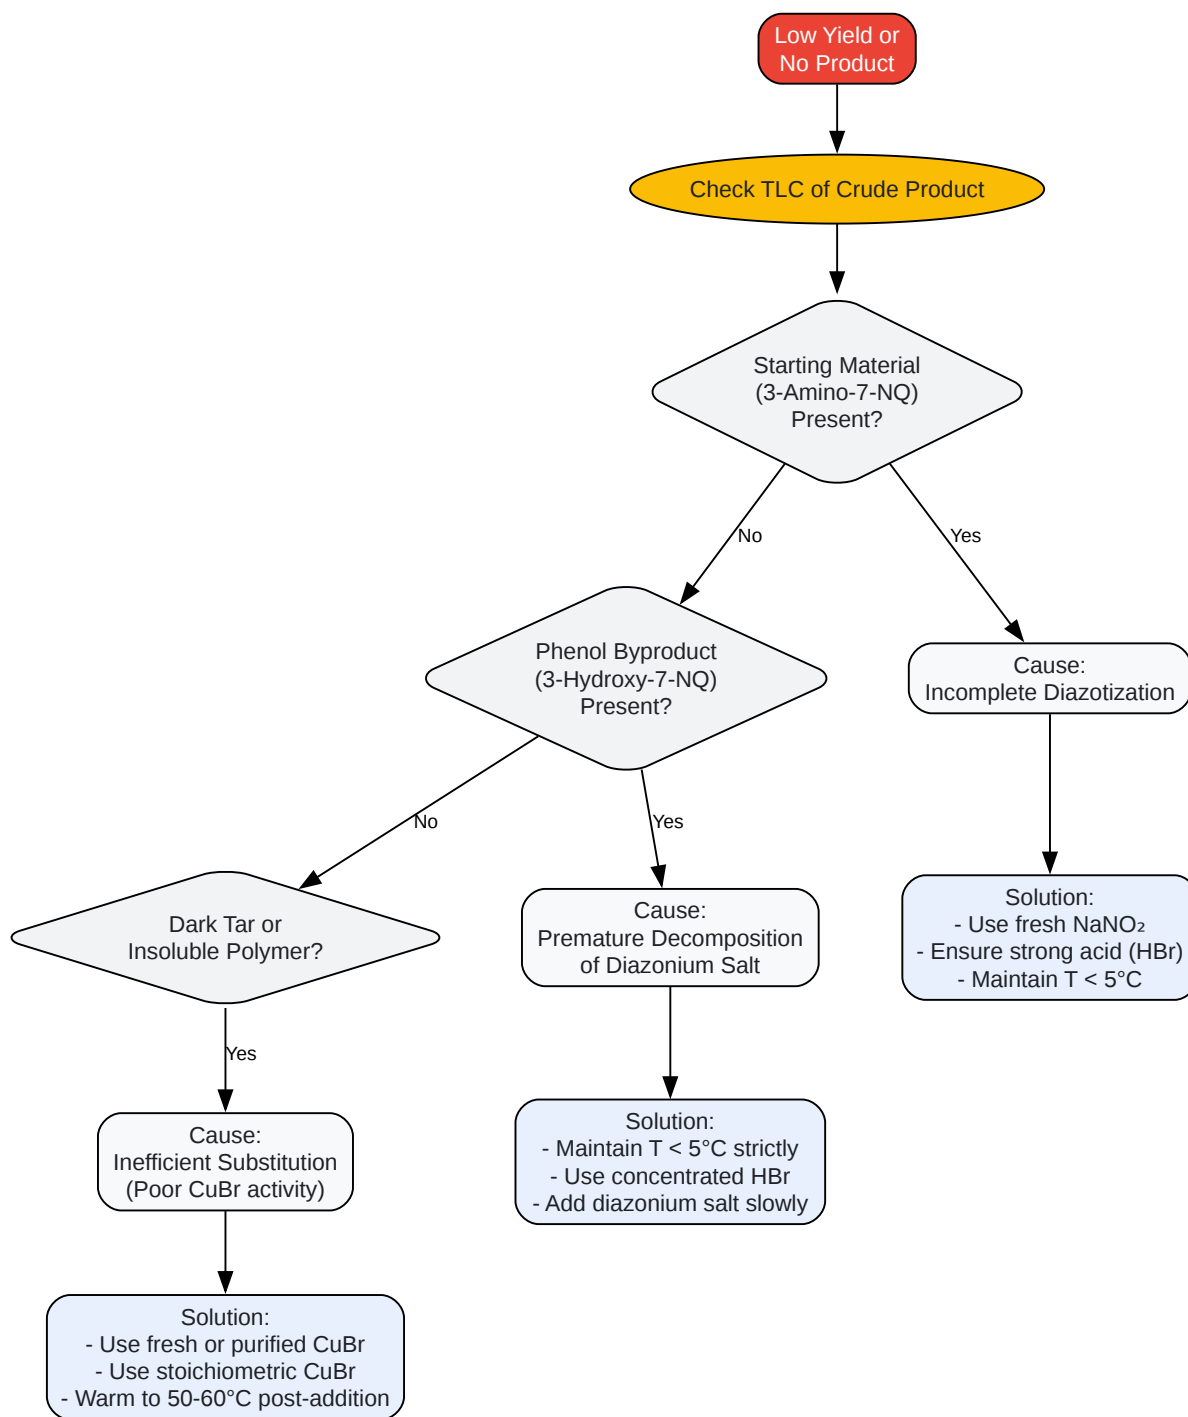 Low Yield or
No Product
Check TLC of Crude Product
Starting Material
(3-Amino-7-NQ)
Present?
No
Yes
Phenol Byproduct
(3-Hydroxy-7-NQ)
Present?
Cause:
Incomplete Diazotization
No
Yes
Dark Tar or
Insoluble Polymer?
Cause:
Premature Decomposition
of Diazonium Salt
Solution:
- Use fresh NaNO₂
- Ensure strong acid (HBr)
- Maintain T < 5°C
Yes
Cause:
Inefficient Substitution
(Poor CuBr activity)
Solution:
- Maintain T < 5°C strictly
- Use concentrated HBr
- Add diazonium salt slowly
Solution:
- Use fresh or purified CuBr
- Use stoichiometric CuBr
- Warm to 50-60°C post-addition